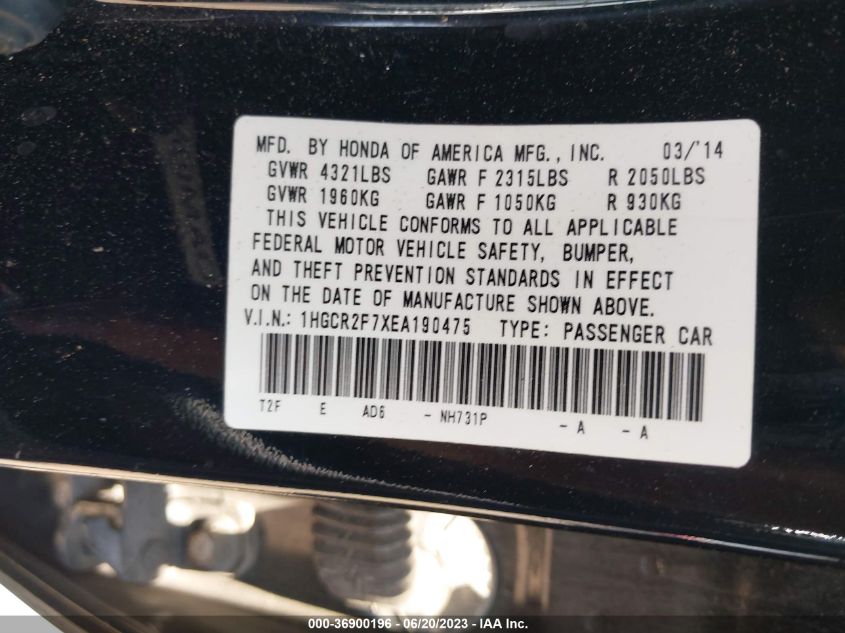 MFD. BY HONDA OF AMERICA MFG., INC. 03/'14
GVWR 4321LBS GAWR F 2315LBS R 2050LBS
GVWR 1960KG GAWR F 1050KG R 930KG
THIS VEHICLE CONFORMS TO ALL APPLICABLE
FEDERAL MOTOR VEHICLE SAFETY, BUMPER,
AND THEFT PREVENTION STANDARDS IN EFFECT
ON THE DATE OF MANUFACTURE SHOWN ABOVE.
V.I.N.: 1HGCR2F7XEA190475 TYPE: PASSENGER CAR
T2F E AD6 - NH731P - A - A
000-36900196 - 06/20/2023 - IAA Inc.